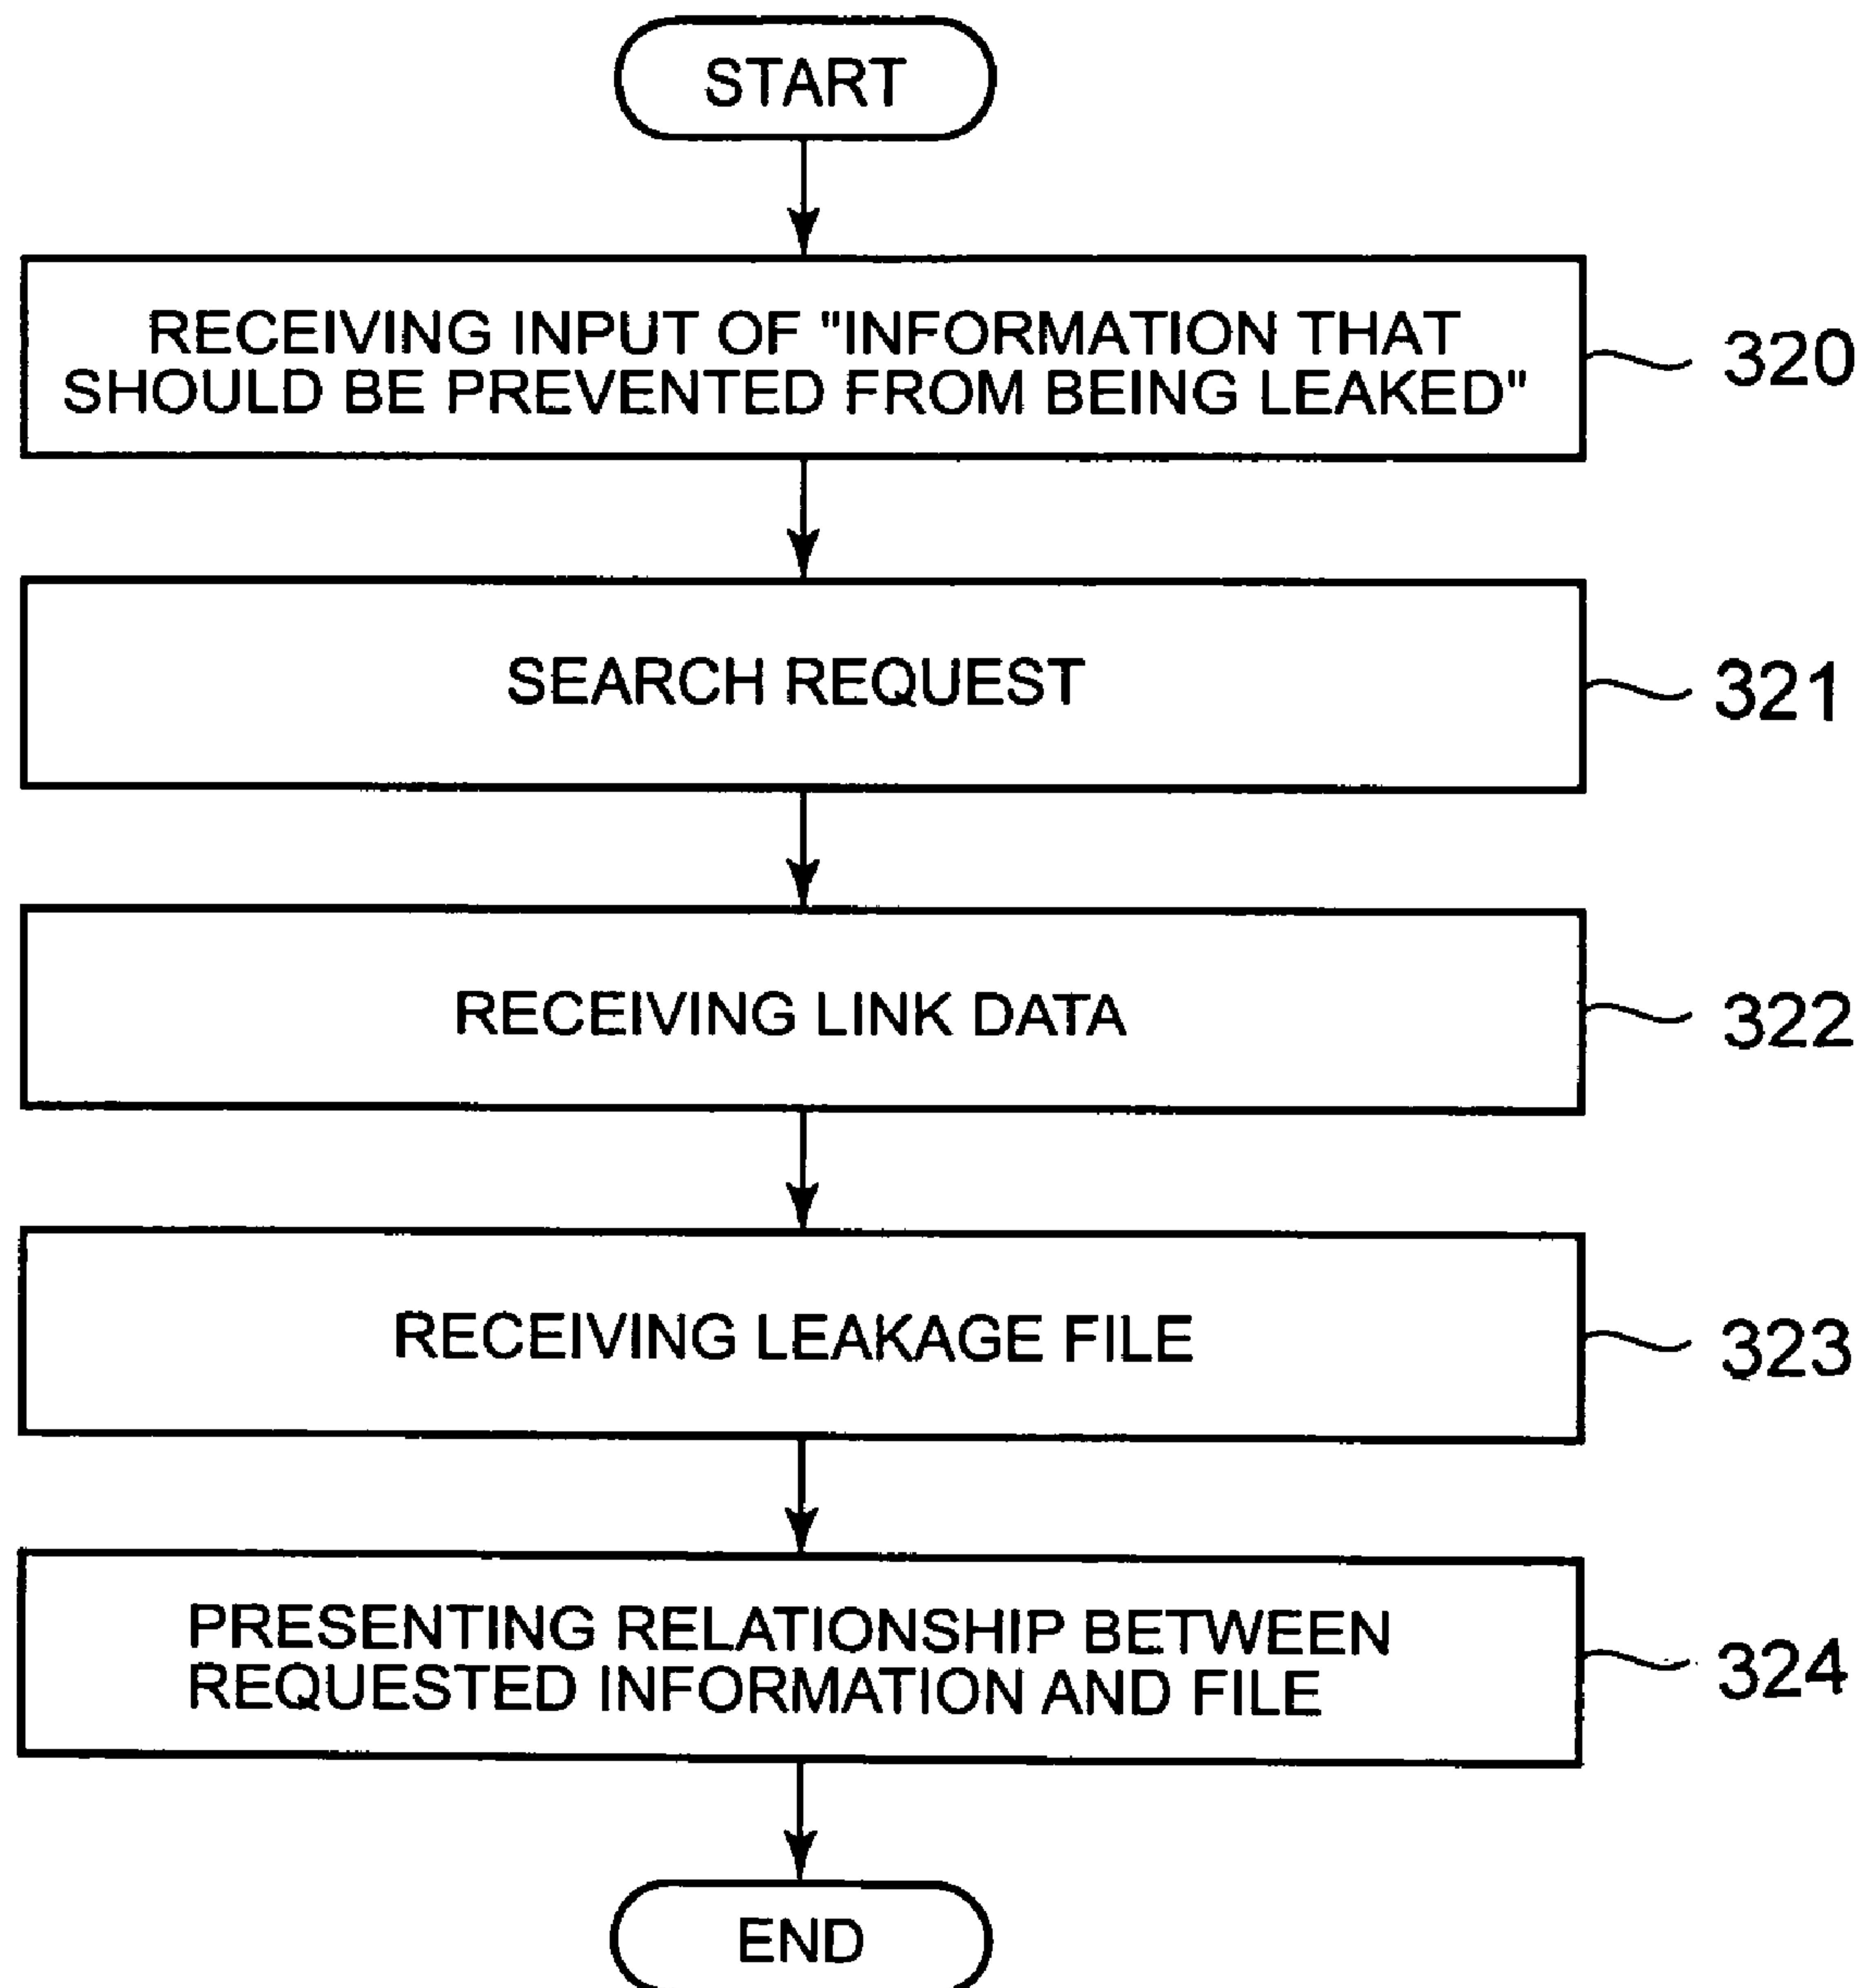 START
RECEIVING INPUT OF "INFORMATION THAT
SHOULD BE PREVENTED FROM BEING LEAKED"
320
SEARCH REQUEST
321
RECEIVING LINK DATA
322
RECEIVING LEAKAGE FILE
323
PRESENTING RELATIONSHIP BETWEEN
REQUESTED INFORMATION AND FILE
324
END